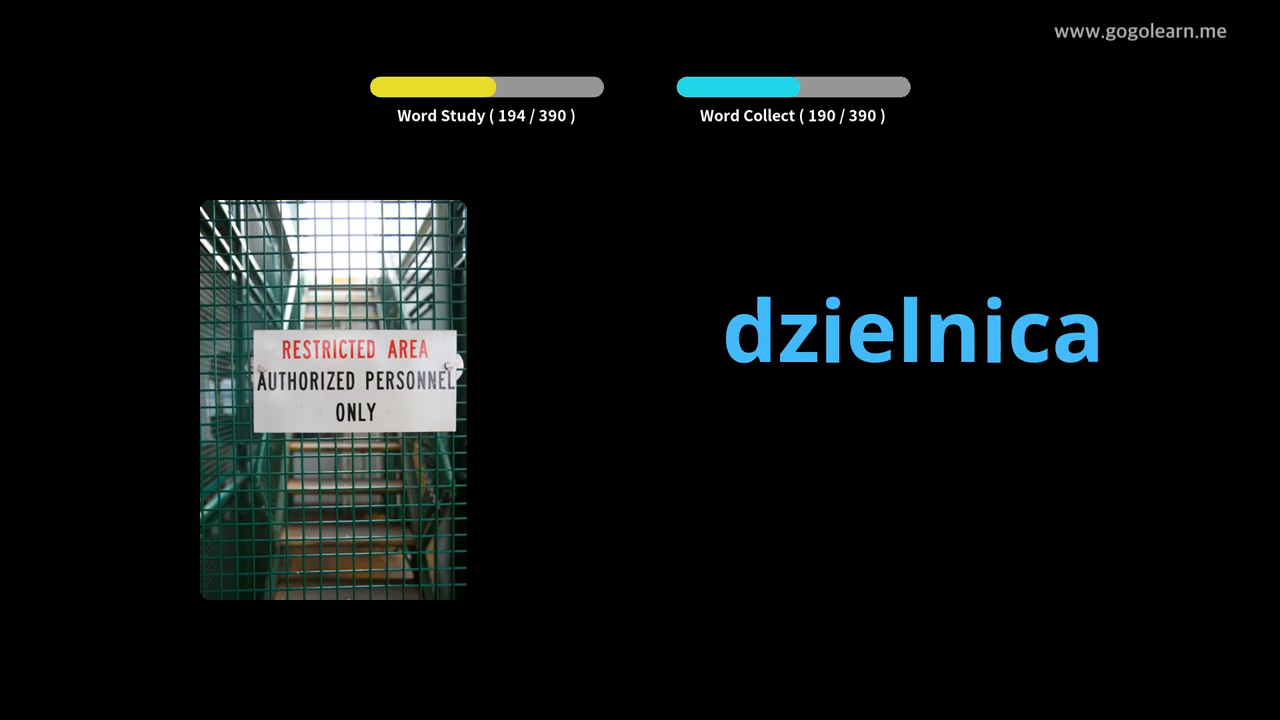 www.gogolearn.me
Word Study ( 194 / 390 )
Word Collect ( 190 / 390 )
RESTRICTED AREA
AUTHORIZED PERSONNEL
ONLY
dzielnica